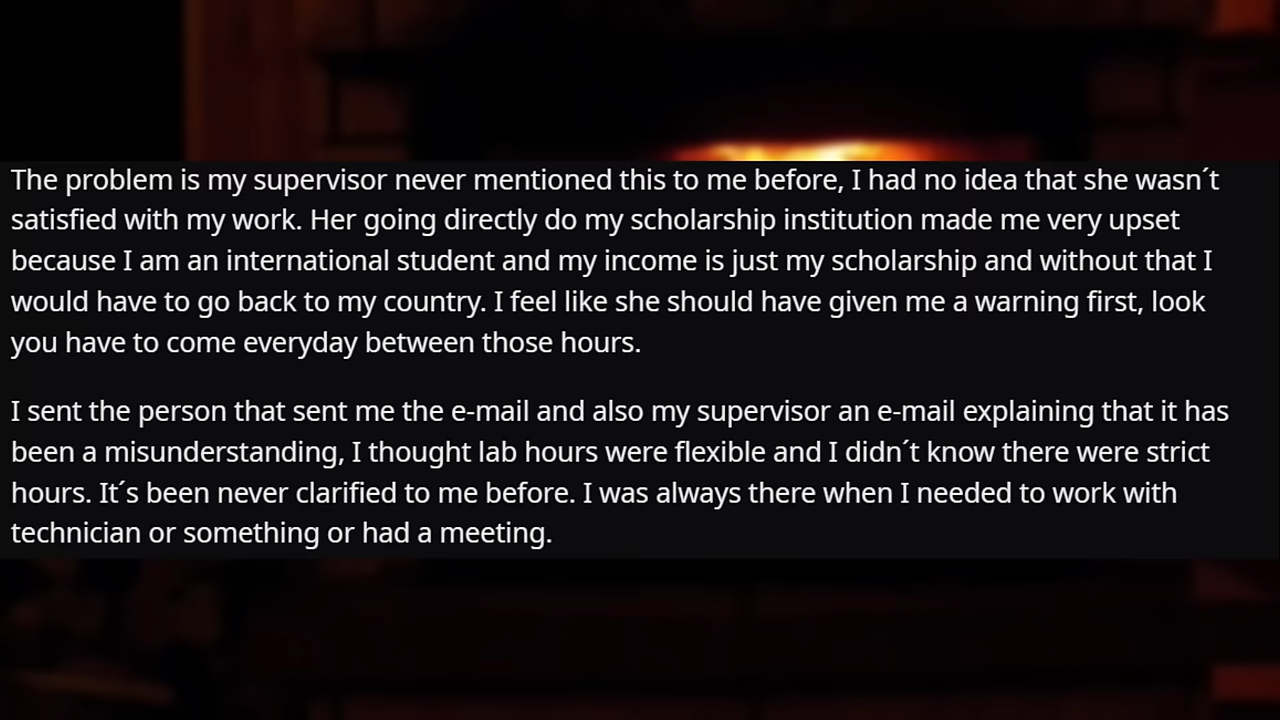 The problem is my supervisor never mentioned this to me before, I had no idea that she wasn´t
satisfied with my work. Her going directly do my scholarship institution made me very upset
because I am an international student and my income is just my scholarship and without that I
would have to go back to my country. I feel like she should have given me a warning first, look
you have to come everyday between those hours.
I sent the person that sent me the e-mail and also my supervisor an e-mail explaining that it has
been a misunderstanding, I thought lab hours were flexible and I didn´t know there were strict
hours. It´s been never clarified to me before. I was always there when I needed to work with
technician or something or had a meeting.